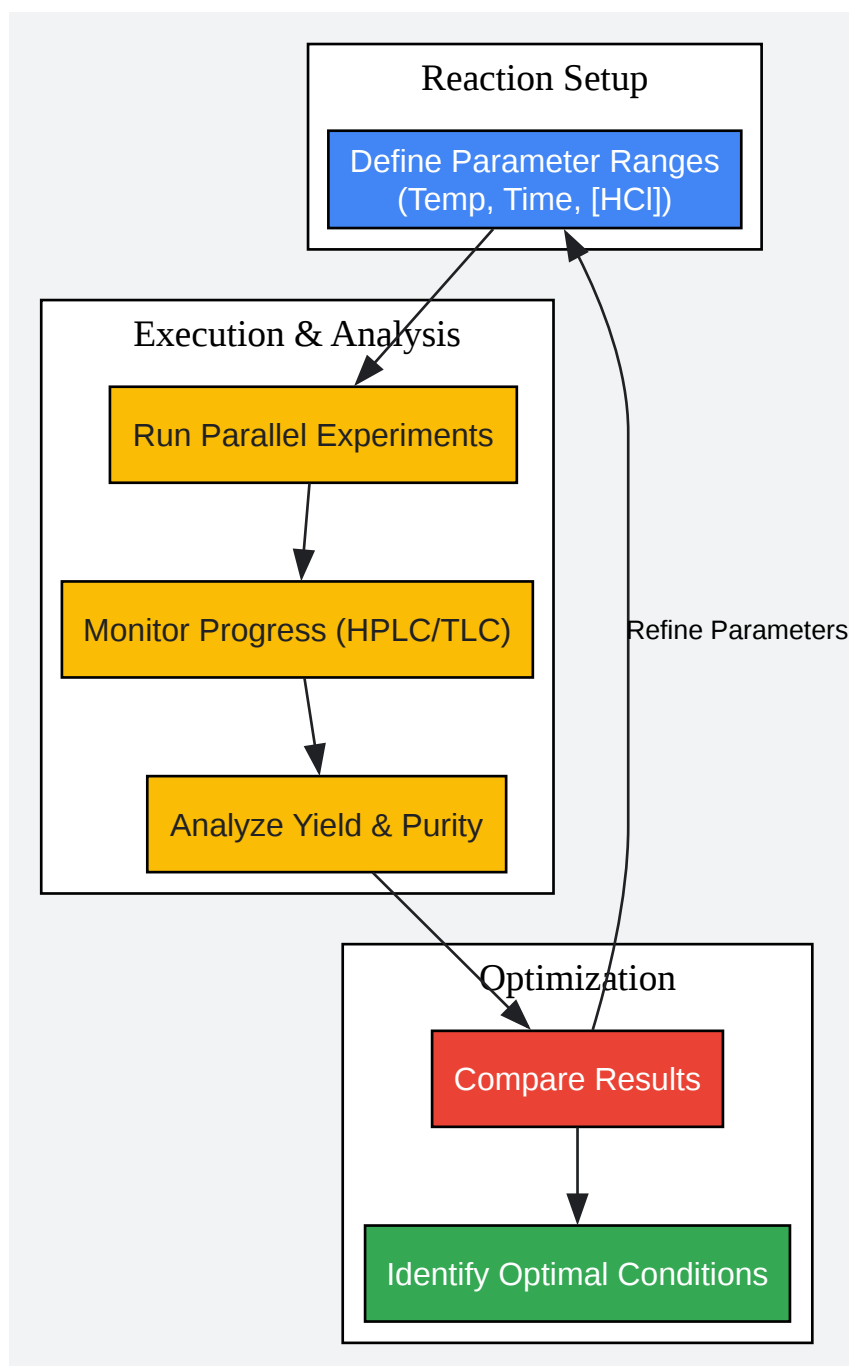 Reaction Setup
Define Parameter Ranges
(Temp, Time, [HCl])
Execution & Analysis
Run Parallel Experiments
Monitor Progress (HPLC/TLC)
Refine Parameters
Analyze Yield & Purity
Optimization
Compare Results
Identify Optimal Conditions